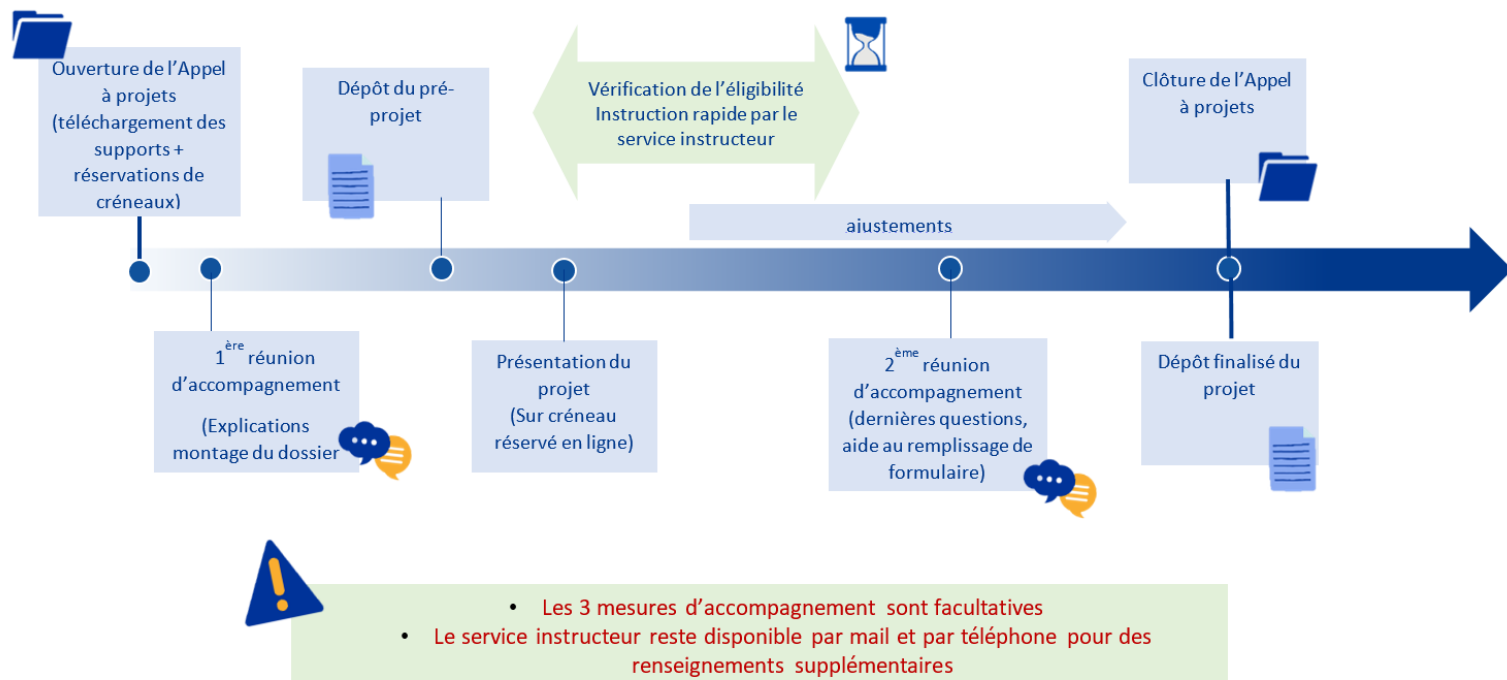 Ouverture de l’Appel
à projets
(téléchargement des
supports +
réservations de
créneaux)
Dépôt du pré-
projet
Vérification de l’éligibilité
Instruction rapide par le
service instructeur
Clôture de l’Appel
à projets
ajustements
1ère réunion
d’accompagnement
(Explications
montage du dossier
Présentation du
projet
(Sur créneau
réservé en ligne)
2ème réunion
d’accompagnement
(dernières questions,
aide au remplissage de
formulaire)
Dépôt finalisé du
projet
• Les 3 mesures d’accompagnement sont facultatives
• Le service instructeur reste disponible par mail et par téléphone pour des
renseignements supplémentaires